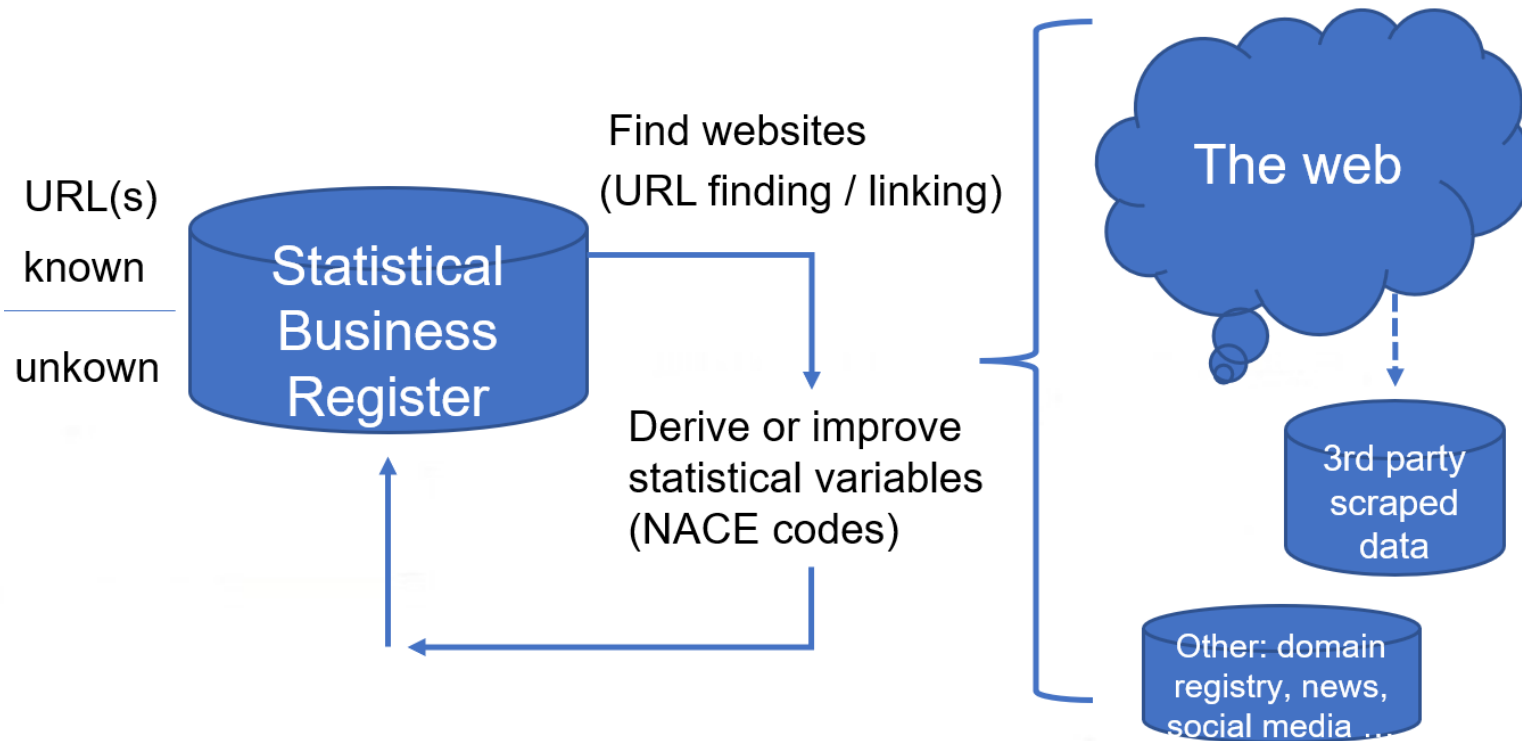 URL(s)
known
unkown
Statistical
Business
Register
Find websites
(URL finding / linking)
Derive or improve
statistical variables
(NACE codes)
The web
3rd party
scraped
data
Other: domain
registry, news,
social media ...